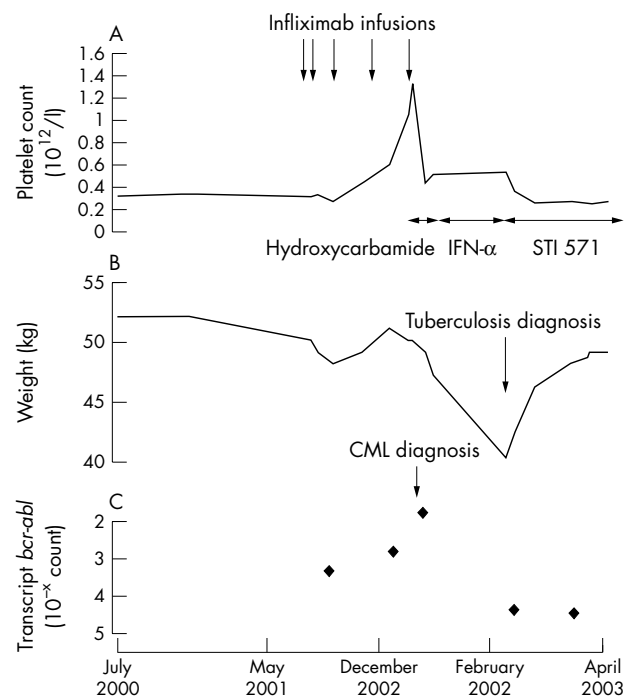 A
Infliximab infusions
Platelet count
(10¹²/l)
1.6
1.4
1.2
1
0.8
0.6
0.4
0.2
0
Hydroxycarbamide
IFN-α
STI 571
B
Weight (kg)
55
50
45
40
Tuberculosis diagnosis
CML diagnosis
C
Transcript bcr-abl
(10⁻ˣ count)
2
3
4
5
July
2000
May
2001
December
2002
February
2002
April
2003